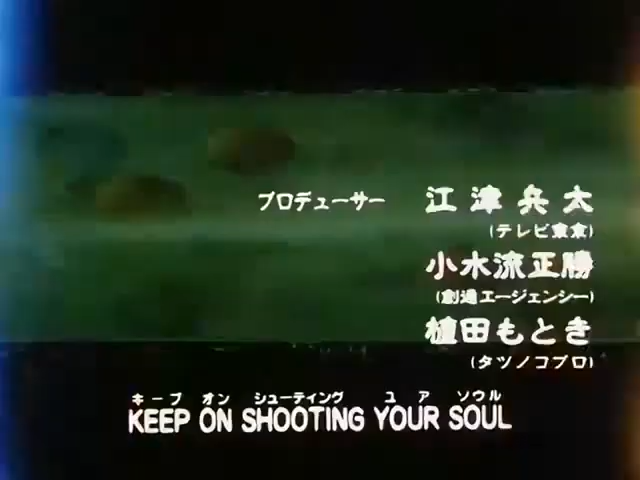 プロデューサー 江津兵太
(テレビ東京)
小水流正勝
(創通エージェンシー)
植田もとき
(タツノコプロ)
キープ オン シューティング ユ ア ソウル
KEEP ON SHOOTING YOUR SOUL